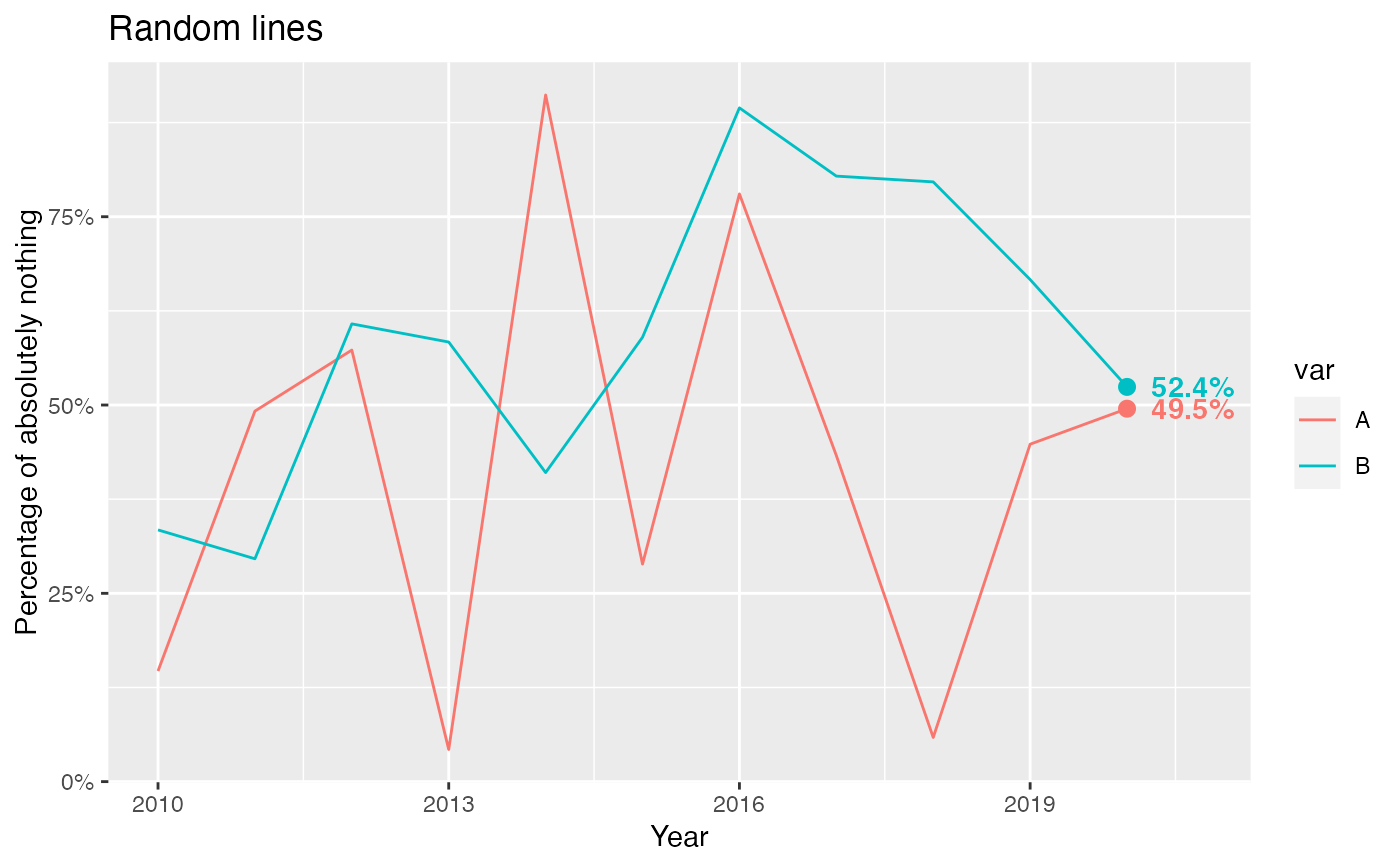 Random lines
Percentage of absolutely nothing
75%
50%
25%
0%
52.4%
49.5%
var
A
B
2010
2013
2016
2019
Year